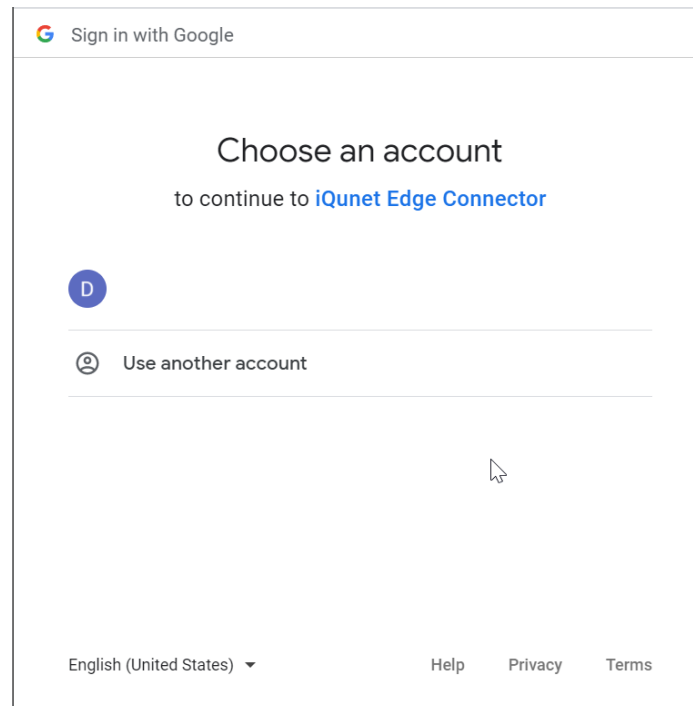 Sign in with Google
Choose an account
to continue to iQunet Edge Connector
D
Use another account
English (United States)
Help Privacy Terms